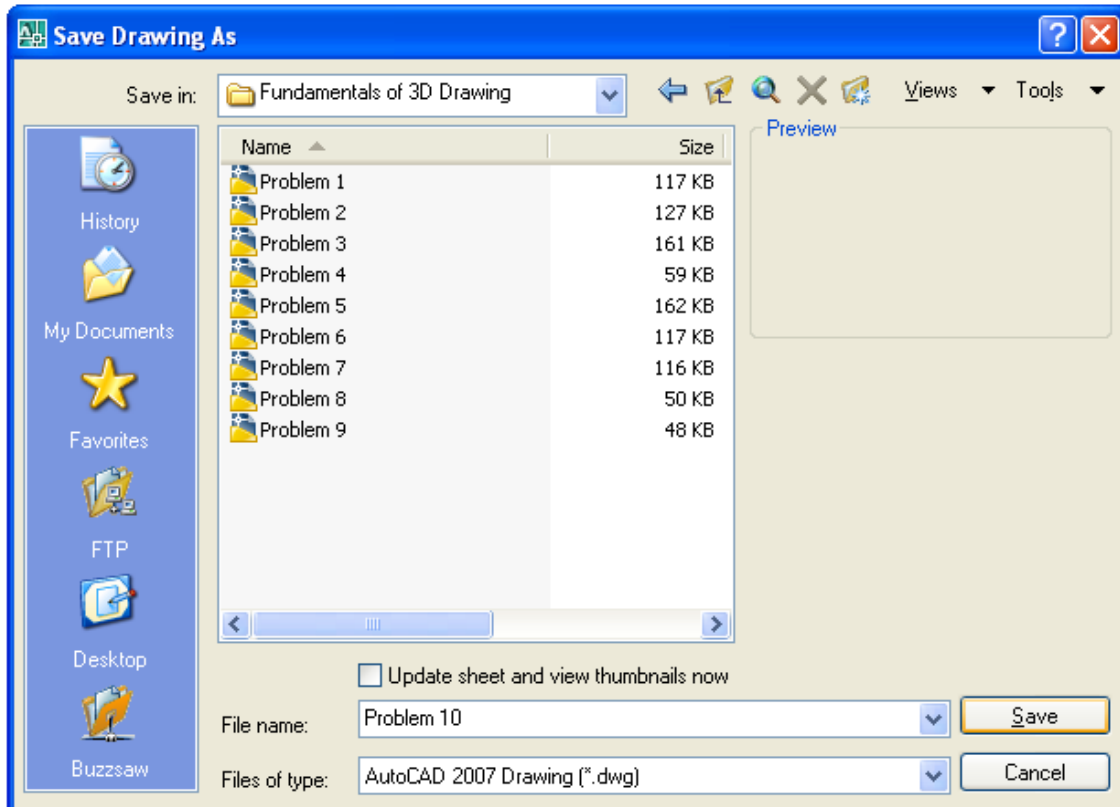 Save Drawing As
Save in: Fundamentals of 3D Drawing Views Tools
History
My Documents
Favorites
FTP
Desktop
Buzzsaw
Name Size
Problem 1 117 KB
Problem 2 127 KB
Problem 3 161 KB
Problem 4 59 KB
Problem 5 162 KB
Problem 6 117 KB
Problem 7 116 KB
Problem 8 50 KB
Problem 9 48 KB
Preview
Update sheet and view thumbnails now
File name: Problem 10 Save
Files of type: AutoCAD 2007 Drawing (*.dwg) Cancel